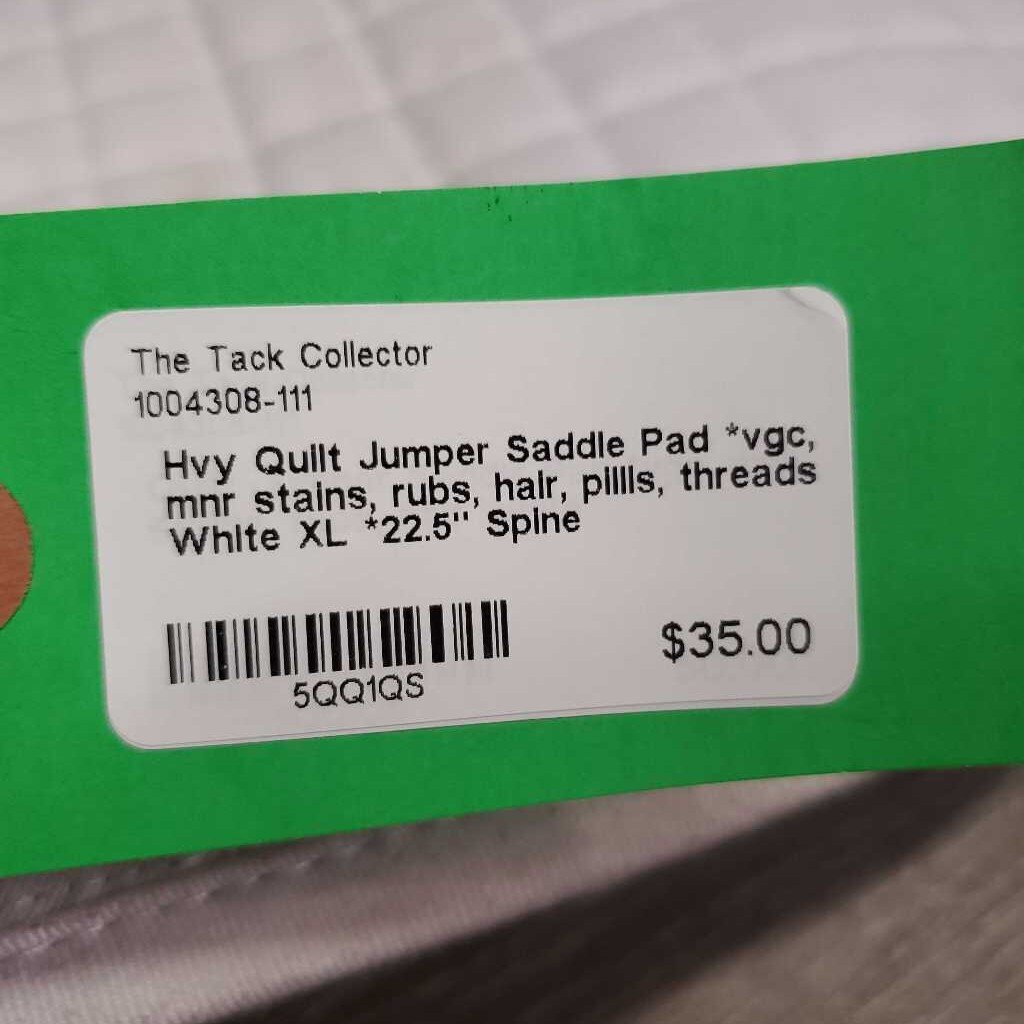 The Tack Collector
1004308-111
Hvy Quilt Jumper Saddle Pad *vgc,
mnr stains, rubs, hair, pillls, threads
White XL *22.5" Spine
5QQ1QS
$35.00